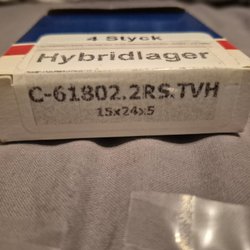 4 Styck
Hybridlager
C-61802.2RS.TVH
15x24x5